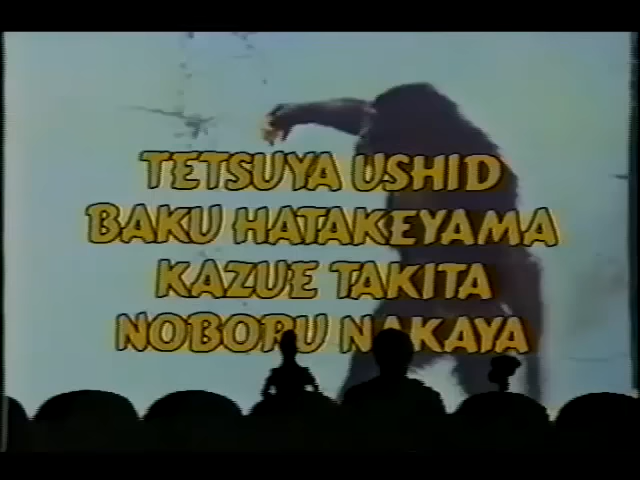 TETSUYA USHID
BAKU HATAKEYAMA
KAZUE TAKITA
NOBORU NAKAYA